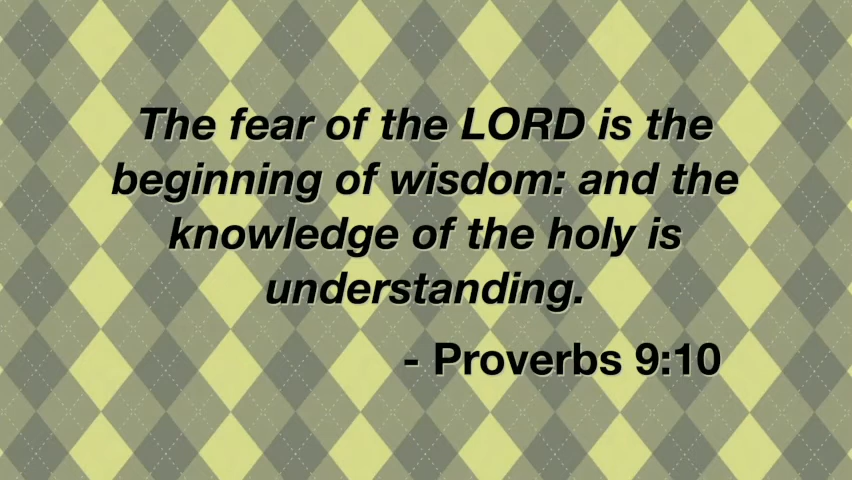 The fear of the LORD is the
beginning of wisdom: and the
knowledge of the holy is
understanding.
- Proverbs 9:10